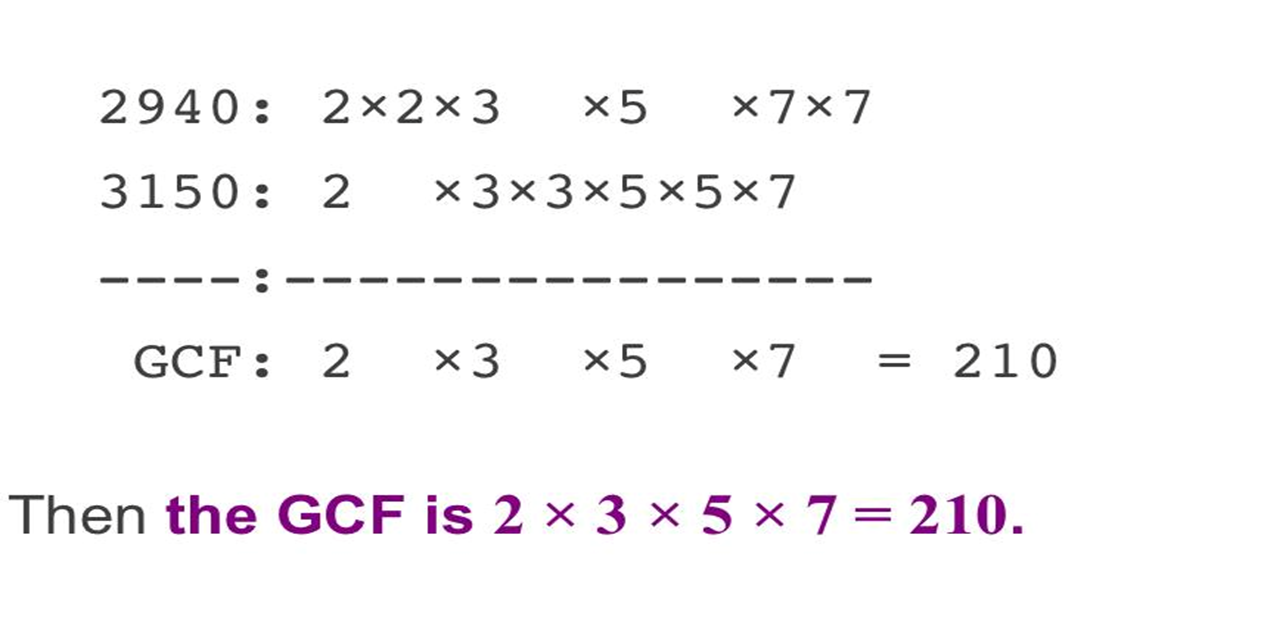 2940: 2×2×3  ×5  ×7×7
3150: 2  ×3×3×5×5×7
----:----------------
GCF: 2  ×3  ×5  ×7  = 210
Then the GCF is 2 × 3 × 5 × 7 = 210.